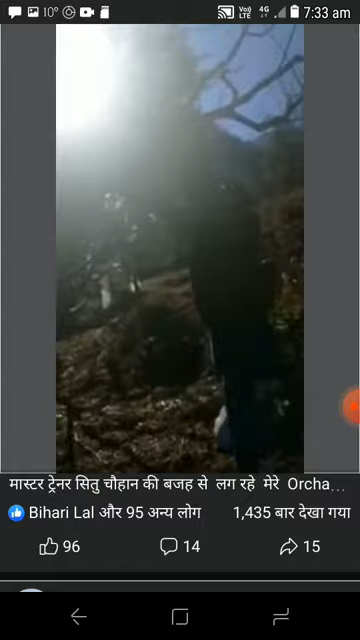 10° Vo) LTE 4G 7:33 am
मास्टर ट्रेनर सितु चौहान की बजह से लग रहे मेरे Orcha...
Bihari Lal और 95 अन्य लोग 1,435 बार देखा गया
96 14 15